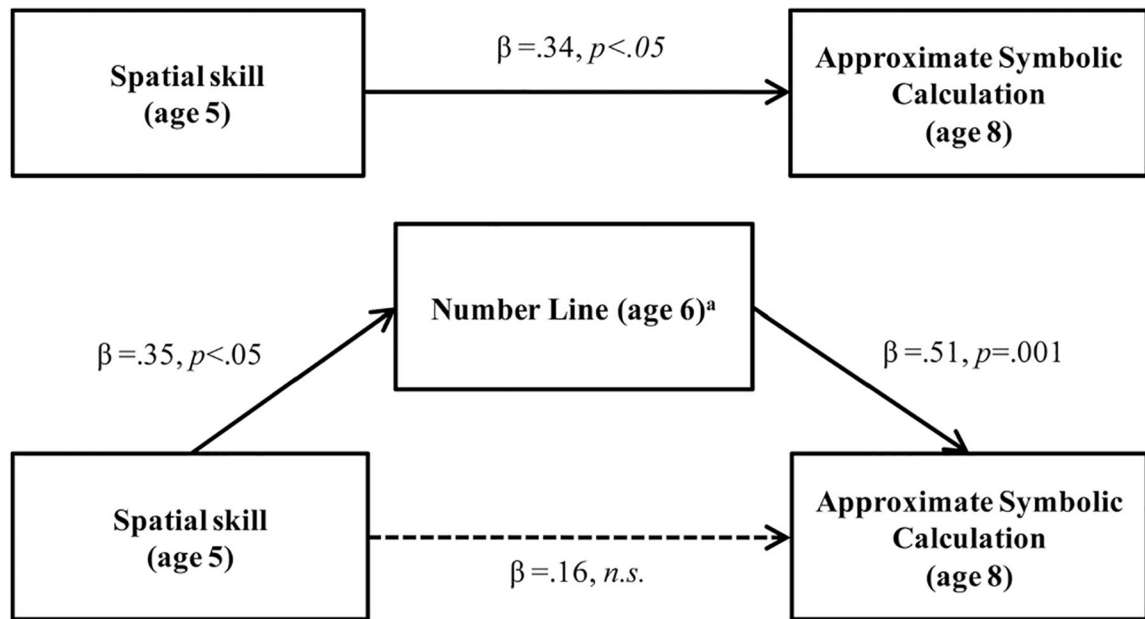 Spatial skill
(age 5)
β =.34, p<.05
Approximate Symbolic
Calculation
(age 8)
Number Line (age 6)ᵃ
β =.35, p<.05
β =.51, p=.001
Spatial skill
(age 5)
β =.16, n.s.
Approximate Symbolic
Calculation
(age 8)